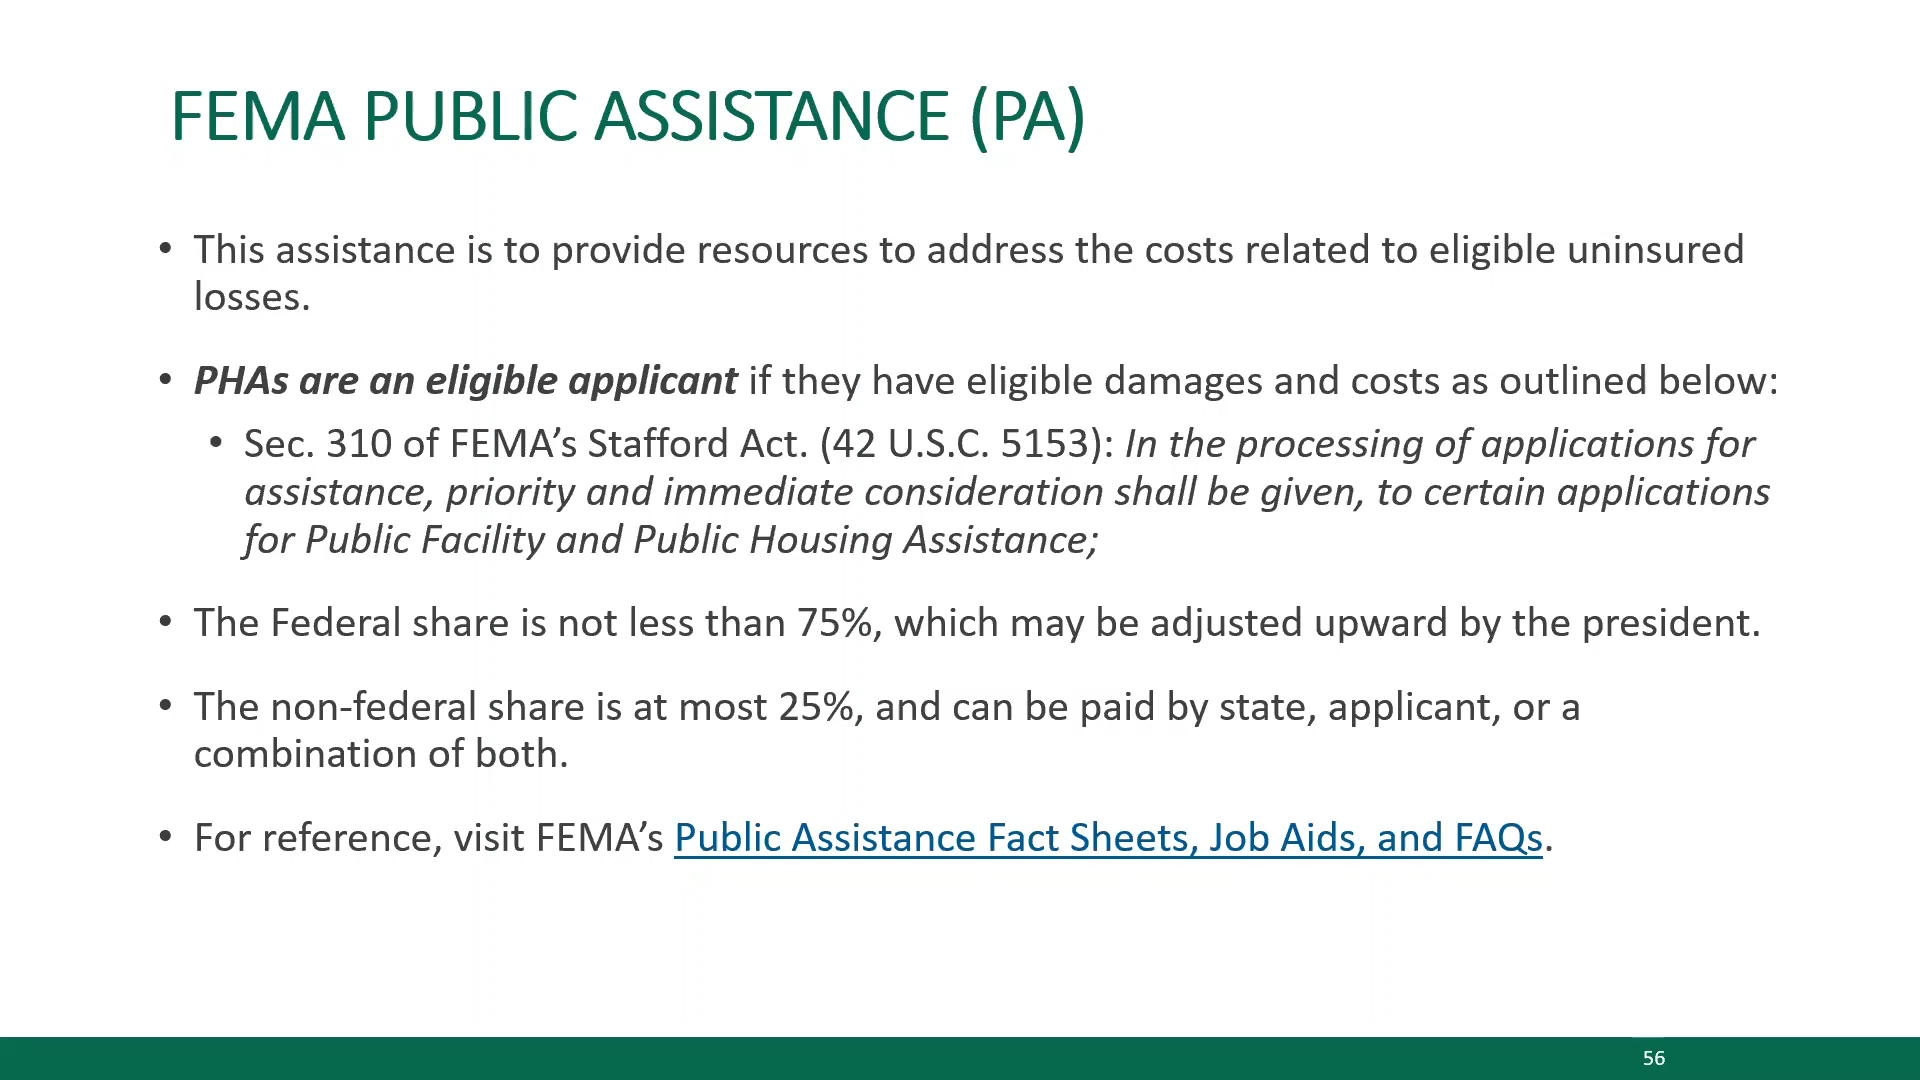 FEMA PUBLIC ASSISTANCE (PA)
• This assistance is to provide resources to address the costs related to eligible uninsured
losses.
• PHAs are an eligible applicant if they have eligible damages and costs as outlined below:
• Sec. 310 of FEMA’s Stafford Act. (42 U.S.C. 5153): In the processing of applications for
assistance, priority and immediate consideration shall be given, to certain applications
for Public Facility and Public Housing Assistance;
• The Federal share is not less than 75%, which may be adjusted upward by the president.
• The non-federal share is at most 25%, and can be paid by state, applicant, or a
combination of both.
• For reference, visit FEMA’s Public Assistance Fact Sheets, Job Aids, and FAQs.
56